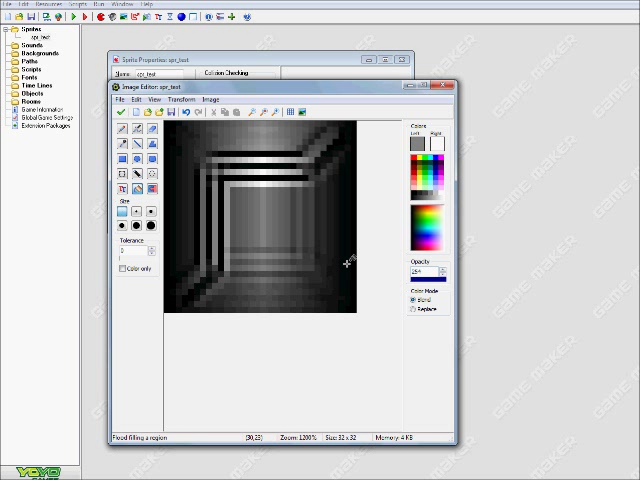 File Edit Resources Scripts Run Window Help
Sprites
spr_test
Sounds
Backgrounds
Paths
Scripts
Fonts
Time Lines
Objects
Rooms
Game Information
Global Game Settings
Extension Packages
Sprite Properties: spr_test
Name: spr_test
Collision Checking
Image Editor: spr_test
File Edit View Transform Image
Size
Tolerance
0
Color only
Colors
Left Right
Opacity
254
Color Mode
Blend
Replace
Flood filling a region (30,23) Zoom: 1200% Size: 32 x 32 Memory: 4 KB
GAME MAKER
YOYO
GAMES